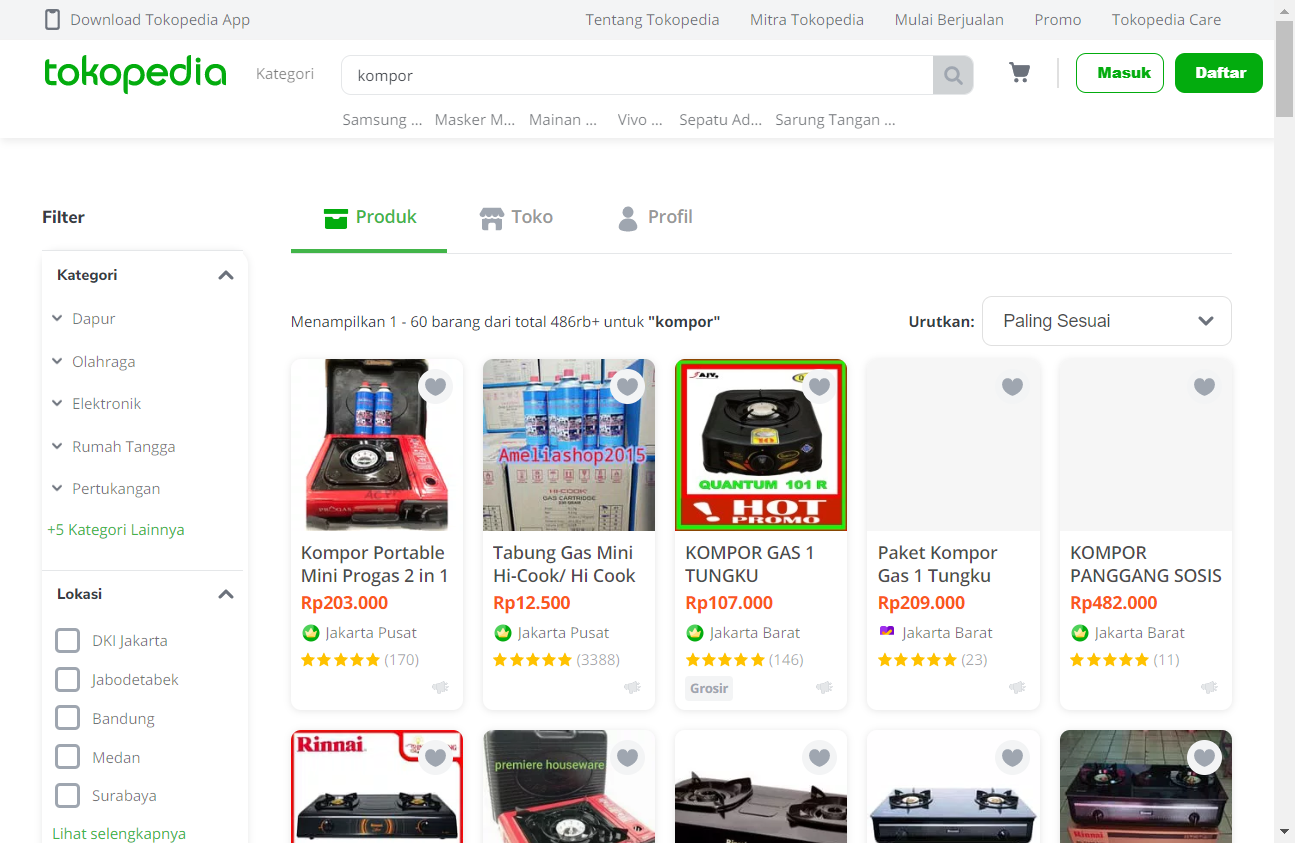 Download Tokopedia App
Tentang Tokopedia Mitra Tokopedia Mulai Berjualan Promo Tokopedia Care
tokopedia Kategori kompor Masuk Daftar
Samsung ... Masker M... Mainan ... Vivo ... Sepatu Ad... Sarung Tangan ...
Filter
Produk Toko Profil
Kategori
Dapur
Olahraga
Elektronik
Rumah Tangga
Pertukangan
+5 Kategori Lainnya
Lokasi
DKI Jakarta
Jabodetabek
Bandung
Medan
Surabaya
Lihat selengkapnya
Menampilkan 1 - 60 barang dari total 486rb+ untuk "kompor"
Urutkan: Paling Sesuai
Kompor Portable
Mini Progas 2 in 1
Rp203.000
Jakarta Pusat
(170)
Ameliashop2015
HI-COOK
GAS CARTRIDGE
Tabung Gas Mini
Hi-Cook/ Hi Cook
Rp12.500
Jakarta Pusat
(3388)
QUANTUM 101 R
HOT
PROMO
KOMPOR GAS 1
TUNGKU
Rp107.000
Jakarta Barat
(146)
Grosir
Paket Kompor
Gas 1 Tungku
Rp209.000
Jakarta Barat
(23)
KOMPOR
PANGGANG SOSIS
Rp482.000
Jakarta Barat
(11)
Rinnai
premiere houseware
Rinnai